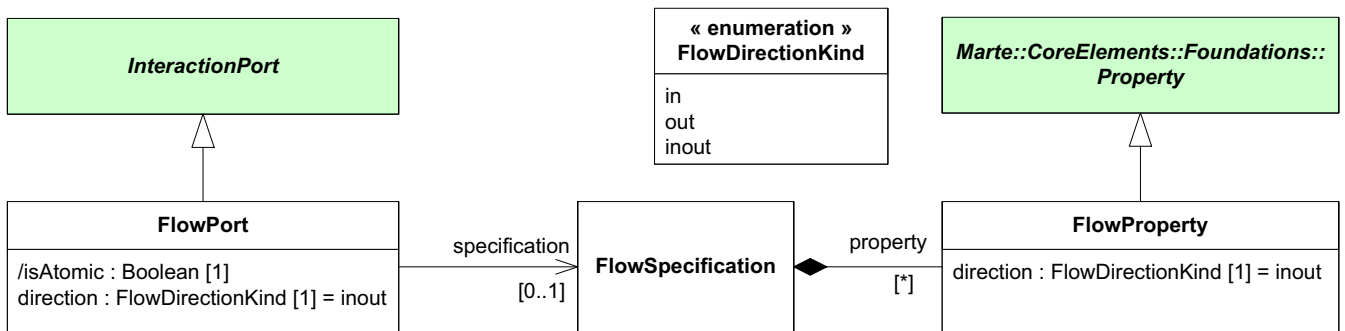 InteractionPort
« enumeration »
FlowDirectionKind
in
out
inout
Marte::CoreElements::Foundations::
Property
FlowPort
/isAtomic : Boolean [1]
direction : FlowDirectionKind [1] = inout
specification
[0..1]
FlowSpecification
property
[*]
FlowProperty
direction : FlowDirectionKind [1] = inout